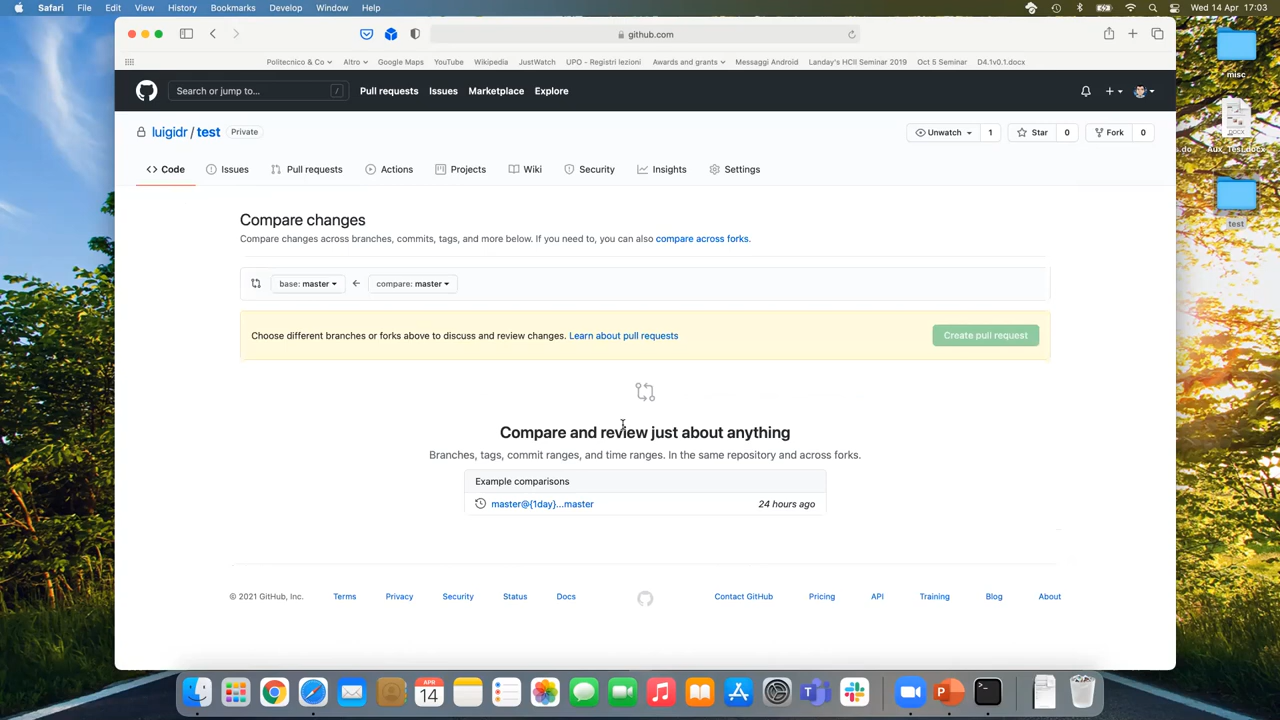 Safari File Edit View History Bookmarks Develop Window Help Wed 14 Apr 17:03
github.com
Politecnico & Co Altro Google Maps YouTube Wikipedia JustWatch UPO - Registri lezioni Awards and grants Messaggi Android Landay's HCII Seminar 2019 Oct 5 Seminar D4.1v0.1.docx
misc
Search or jump to... / Pull requests Issues Marketplace Explore
luigidr / test Private Unwatch 1 Star 0 Fork 0
Aux_Test.docx
Code Issues Pull requests Actions Projects Wiki Security Insights Settings
test
Compare changes
Compare changes across branches, commits, tags, and more below. If you need to, you can also compare across forks.
base: master compare: master
Choose different branches or forks above to discuss and review changes. Learn about pull requests Create pull request
Compare and review just about anything
Branches, tags, commit ranges, and time ranges. In the same repository and across forks.
Example comparisons
master@{1day}...master 24 hours ago
© 2021 GitHub, Inc. Terms Privacy Security Status Docs Contact GitHub Pricing API Training Blog About
APR
14